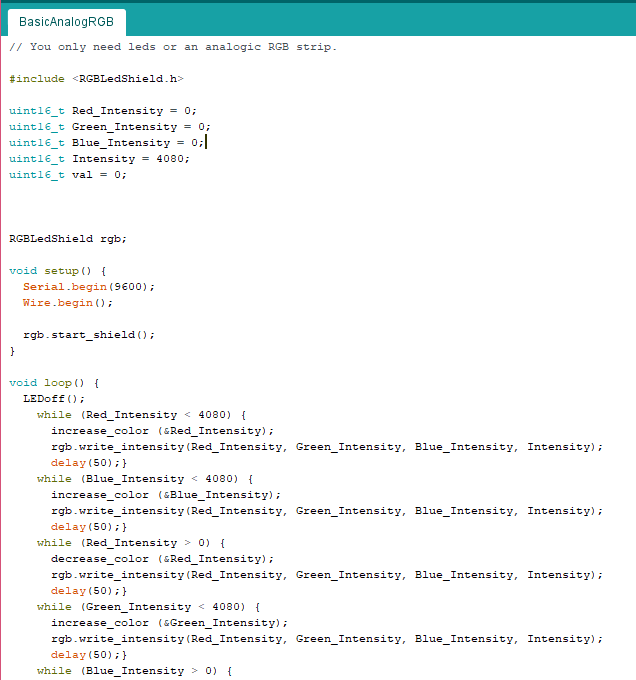 BasicAnalogRGB
// You only need leds or an analogic RGB strip.
#include <RGBLedShield.h>
uint16_t Red_Intensity = 0;
uint16_t Green_Intensity = 0;
uint16_t Blue_Intensity = 0;
uint16_t Intensity = 4080;
uint16_t val = 0;
RGBLedShield rgb;
void setup() {
Serial.begin(9600);
Wire.begin();
rgb.start_shield();
}
void loop() {
LEDoff();
while (Red_Intensity < 4080) {
increase_color (&Red_Intensity);
rgb.write_intensity(Red_Intensity, Green_Intensity, Blue_Intensity, Intensity);
delay(50);}
while (Blue_Intensity < 4080) {
increase_color (&Blue_Intensity);
rgb.write_intensity(Red_Intensity, Green_Intensity, Blue_Intensity, Intensity);
delay(50);}
while (Red_Intensity > 0) {
decrease_color (&Red_Intensity);
rgb.write_intensity(Red_Intensity, Green_Intensity, Blue_Intensity, Intensity);
delay(50);}
while (Green_Intensity < 4080) {
increase_color (&Green_Intensity);
rgb.write_intensity(Red_Intensity, Green_Intensity, Blue_Intensity, Intensity);
delay(50);}
while (Blue_Intensity > 0) {